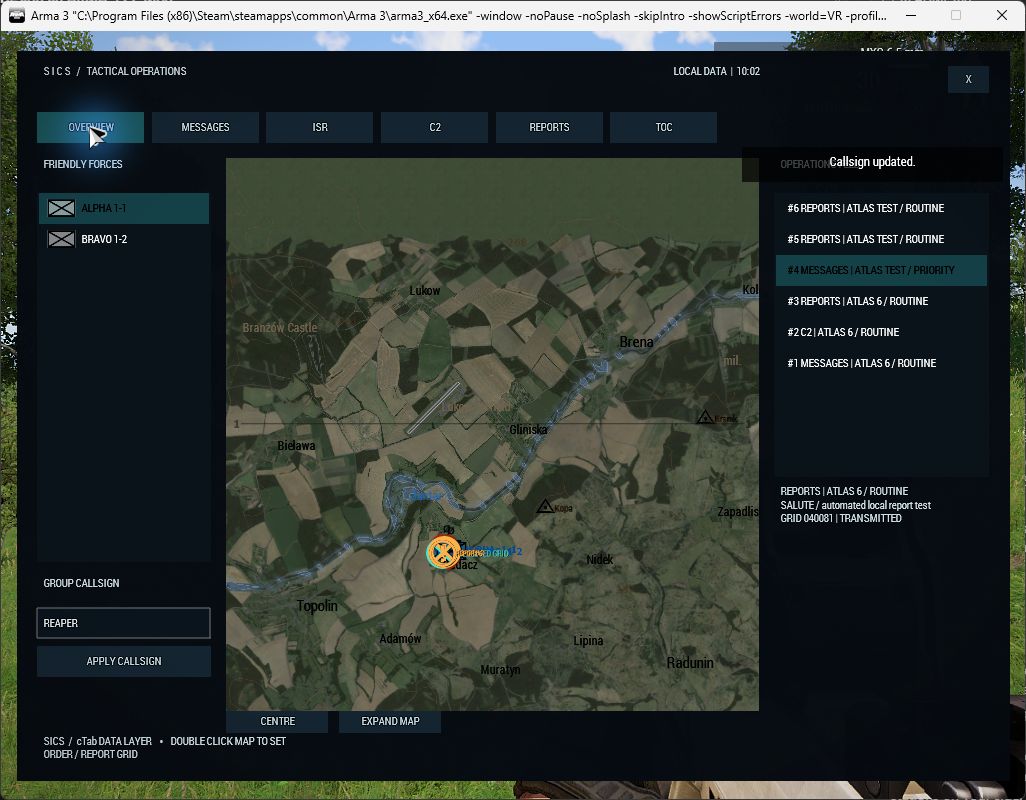 Arma 3 "C:\Program Files (x86)\Steam\steamapps\common\Arma 3\arma3_x64.exe" -window -noPause -noSplash -skipIntro -showScriptErrors -world=VR -profil...
SICS / TACTICAL OPERATIONS
LOCAL DATA | 10:02
X
OVERVIEW
MESSAGES
ISR
C2
REPORTS
TOC
FRIENDLY FORCES
ALPHA 1-1
BRAVO 1-2
GROUP CALLSIGN
REAPER
APPLY CALLSIGN
Lukow
Kol
Branzów Castle
Brena
mil.
1
Gliniska
Bielawa
Kopa
Zapadlis
Nidek
Topolin
Adamów
Lipina
Muratyn
Radunin
CENTRE
EXPAND MAP
Callsign updated.
#6 REPORTS | ATLAS TEST / ROUTINE
#5 REPORTS | ATLAS TEST / ROUTINE
#4 MESSAGES | ATLAS TEST / PRIORITY
#3 REPORTS | ATLAS 6 / ROUTINE
#2 C2 | ATLAS 6 / ROUTINE
#1 MESSAGES | ATLAS 6 / ROUTINE
REPORTS | ATLAS 6 / ROUTINE
SALUTE / automated local report test
GRID 040081 | TRANSMITTED
SICS / cTab DATA LAYER • DOUBLE CLICK MAP TO SET
ORDER / REPORT GRID